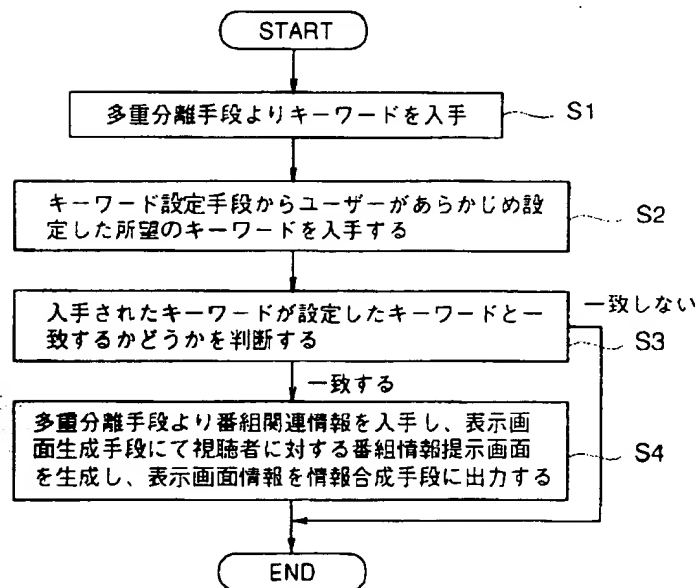 START
多重分離手段よりキーワードを入手
S1
キーワード設定手段からユーザーがあらかじめ設
定した所望のキーワードを入手する
S2
入手されたキーワードが設定したキーワードと一
致するかどうかを判断する
一致しない
S3
一致する
多重分離手段より番組関連情報を入手し、表示画
面生成手段にて視聴者に対する番組情報提示画面
を生成し、表示画面情報を情報合成手段に出力する
S4
END